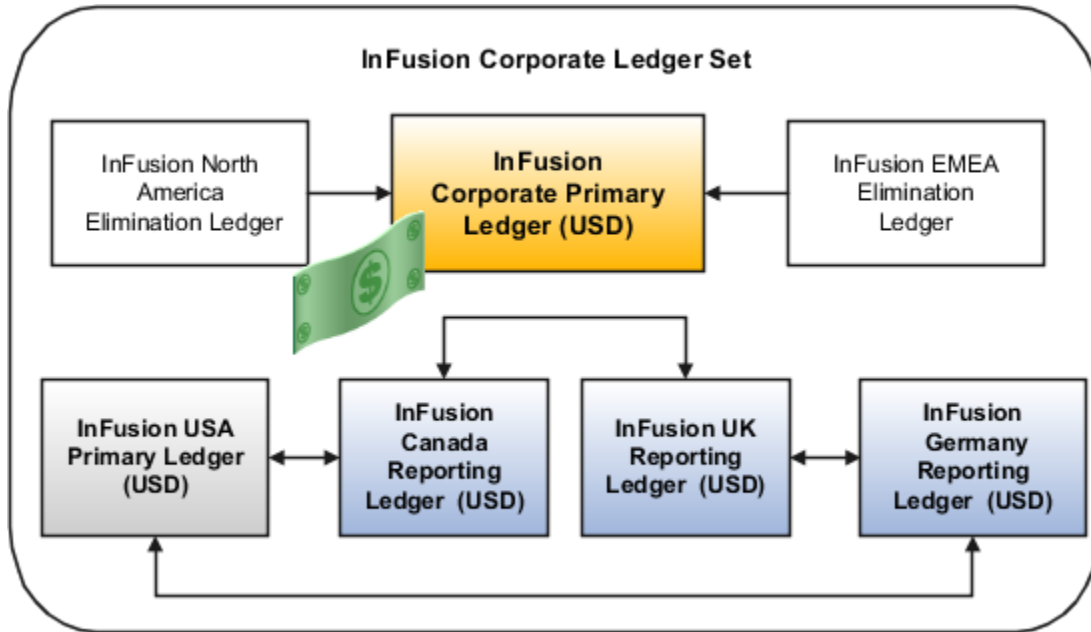 InFusion Corporate Ledger Set
InFusion North
America
Elimination Ledger
InFusion
Corporate Primary
Ledger (USD)
InFusion EMEA
Elimination
Ledger
$
InFusion USA
Primary Ledger
(USD)
InFusion
Canada
Reporting
Ledger (USD)
InFusion UK
Reporting
Ledger (USD)
InFusion
Germany
Reporting
Ledger (USD)